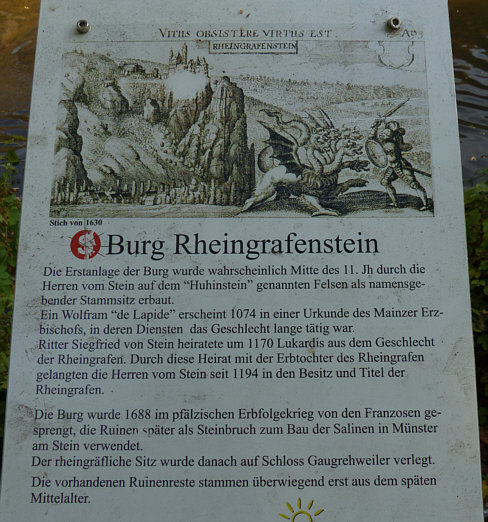 VITIIS OBSISTERE VIRTUS EST
RHEINGRAFENSTEIN
Stich von 1630
Burg Rheingrafenstein
Die Erstanlage der Burg wurde wahrscheinlich Mitte des 11. Jh durch die
Herren vom Stein auf dem "Huhinstein" genannten Felsen als namensge-
bender Stammsitz erbaut.
Ein Wolfram "de Lapide" erscheint 1074 in einer Urkunde des Mainzer Erz-
bischofs, in deren Diensten das Geschlecht lange tätig war.
Ritter Siegfried von Stein heiratete um 1170 Lukardis aus dem Geschlecht
der Rheingrafen. Durch diese Heirat mit der Erbtochter des Rheingrafen
gelangten die Herren vom Stein seit 1194 in den Besitz und Titel der
Rheingrafen.
Die Burg wurde 1688 im pfälzischen Erbfolgekrieg von den Franzosen ge-
sprengt, die Ruinen später als Steinbruch zum Bau der Salinen in Münster
am Stein verwendet.
Der rheingräfliche Sitz wurde danach auf Schloss Gaugrehweiler verlegt.
Die vorhandenen Ruinenreste stammen überwiegend erst aus dem späten
Mittelalter.